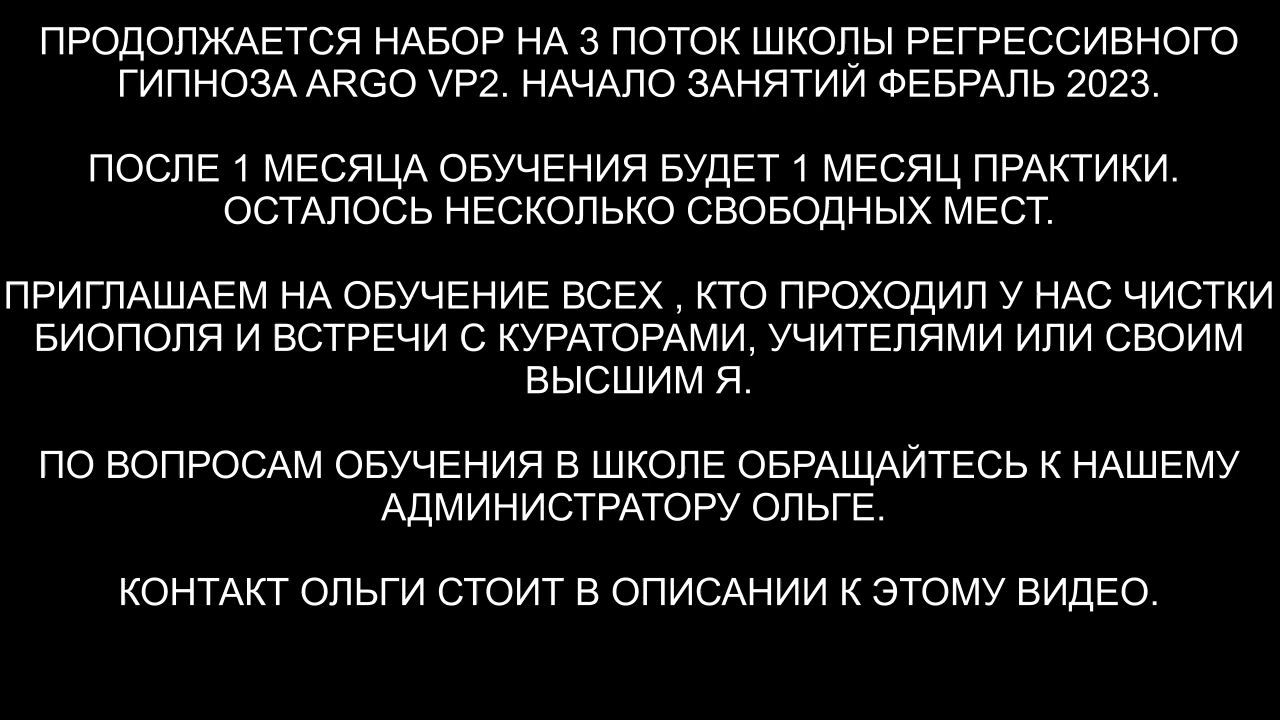 ПРОДОЛЖАЕТСЯ НАБОР НА 3 ПОТОК ШКОЛЫ РЕГРЕССИВНОГО
ГИПНОЗА ARGO VP2. НАЧАЛО ЗАНЯТИЙ ФЕБРАЛЬ 2023.
ПОСЛЕ 1 МЕСЯЦА ОБУЧЕНИЯ БУДЕТ 1 МЕСЯЦ ПРАКТИКИ.
ОСТАЛОСЬ НЕСКОЛЬКО СВОБОДНЫХ МЕСТ.
ПРИГЛАШАЕМ НА ОБУЧЕНИЕ ВСЕХ , КТО ПРОХОДИЛ У НАС ЧИСТКИ
БИОПОЛЯ И ВСТРЕЧИ С КУРАТОРАМИ, УЧИТЕЛЯМИ ИЛИ СВОИМ
ВЫСШИМ Я.
ПО ВОПРОСАМ ОБУЧЕНИЯ В ШКОЛЕ ОБРАЩАЙТЕСЬ К НАШЕМУ
АДМИНИСТРАТОРУ ОЛЬГЕ.
КОНТАКТ ОЛЬГИ СТОИТ В ОПИСАНИИ К ЭТОМУ ВИДЕО.